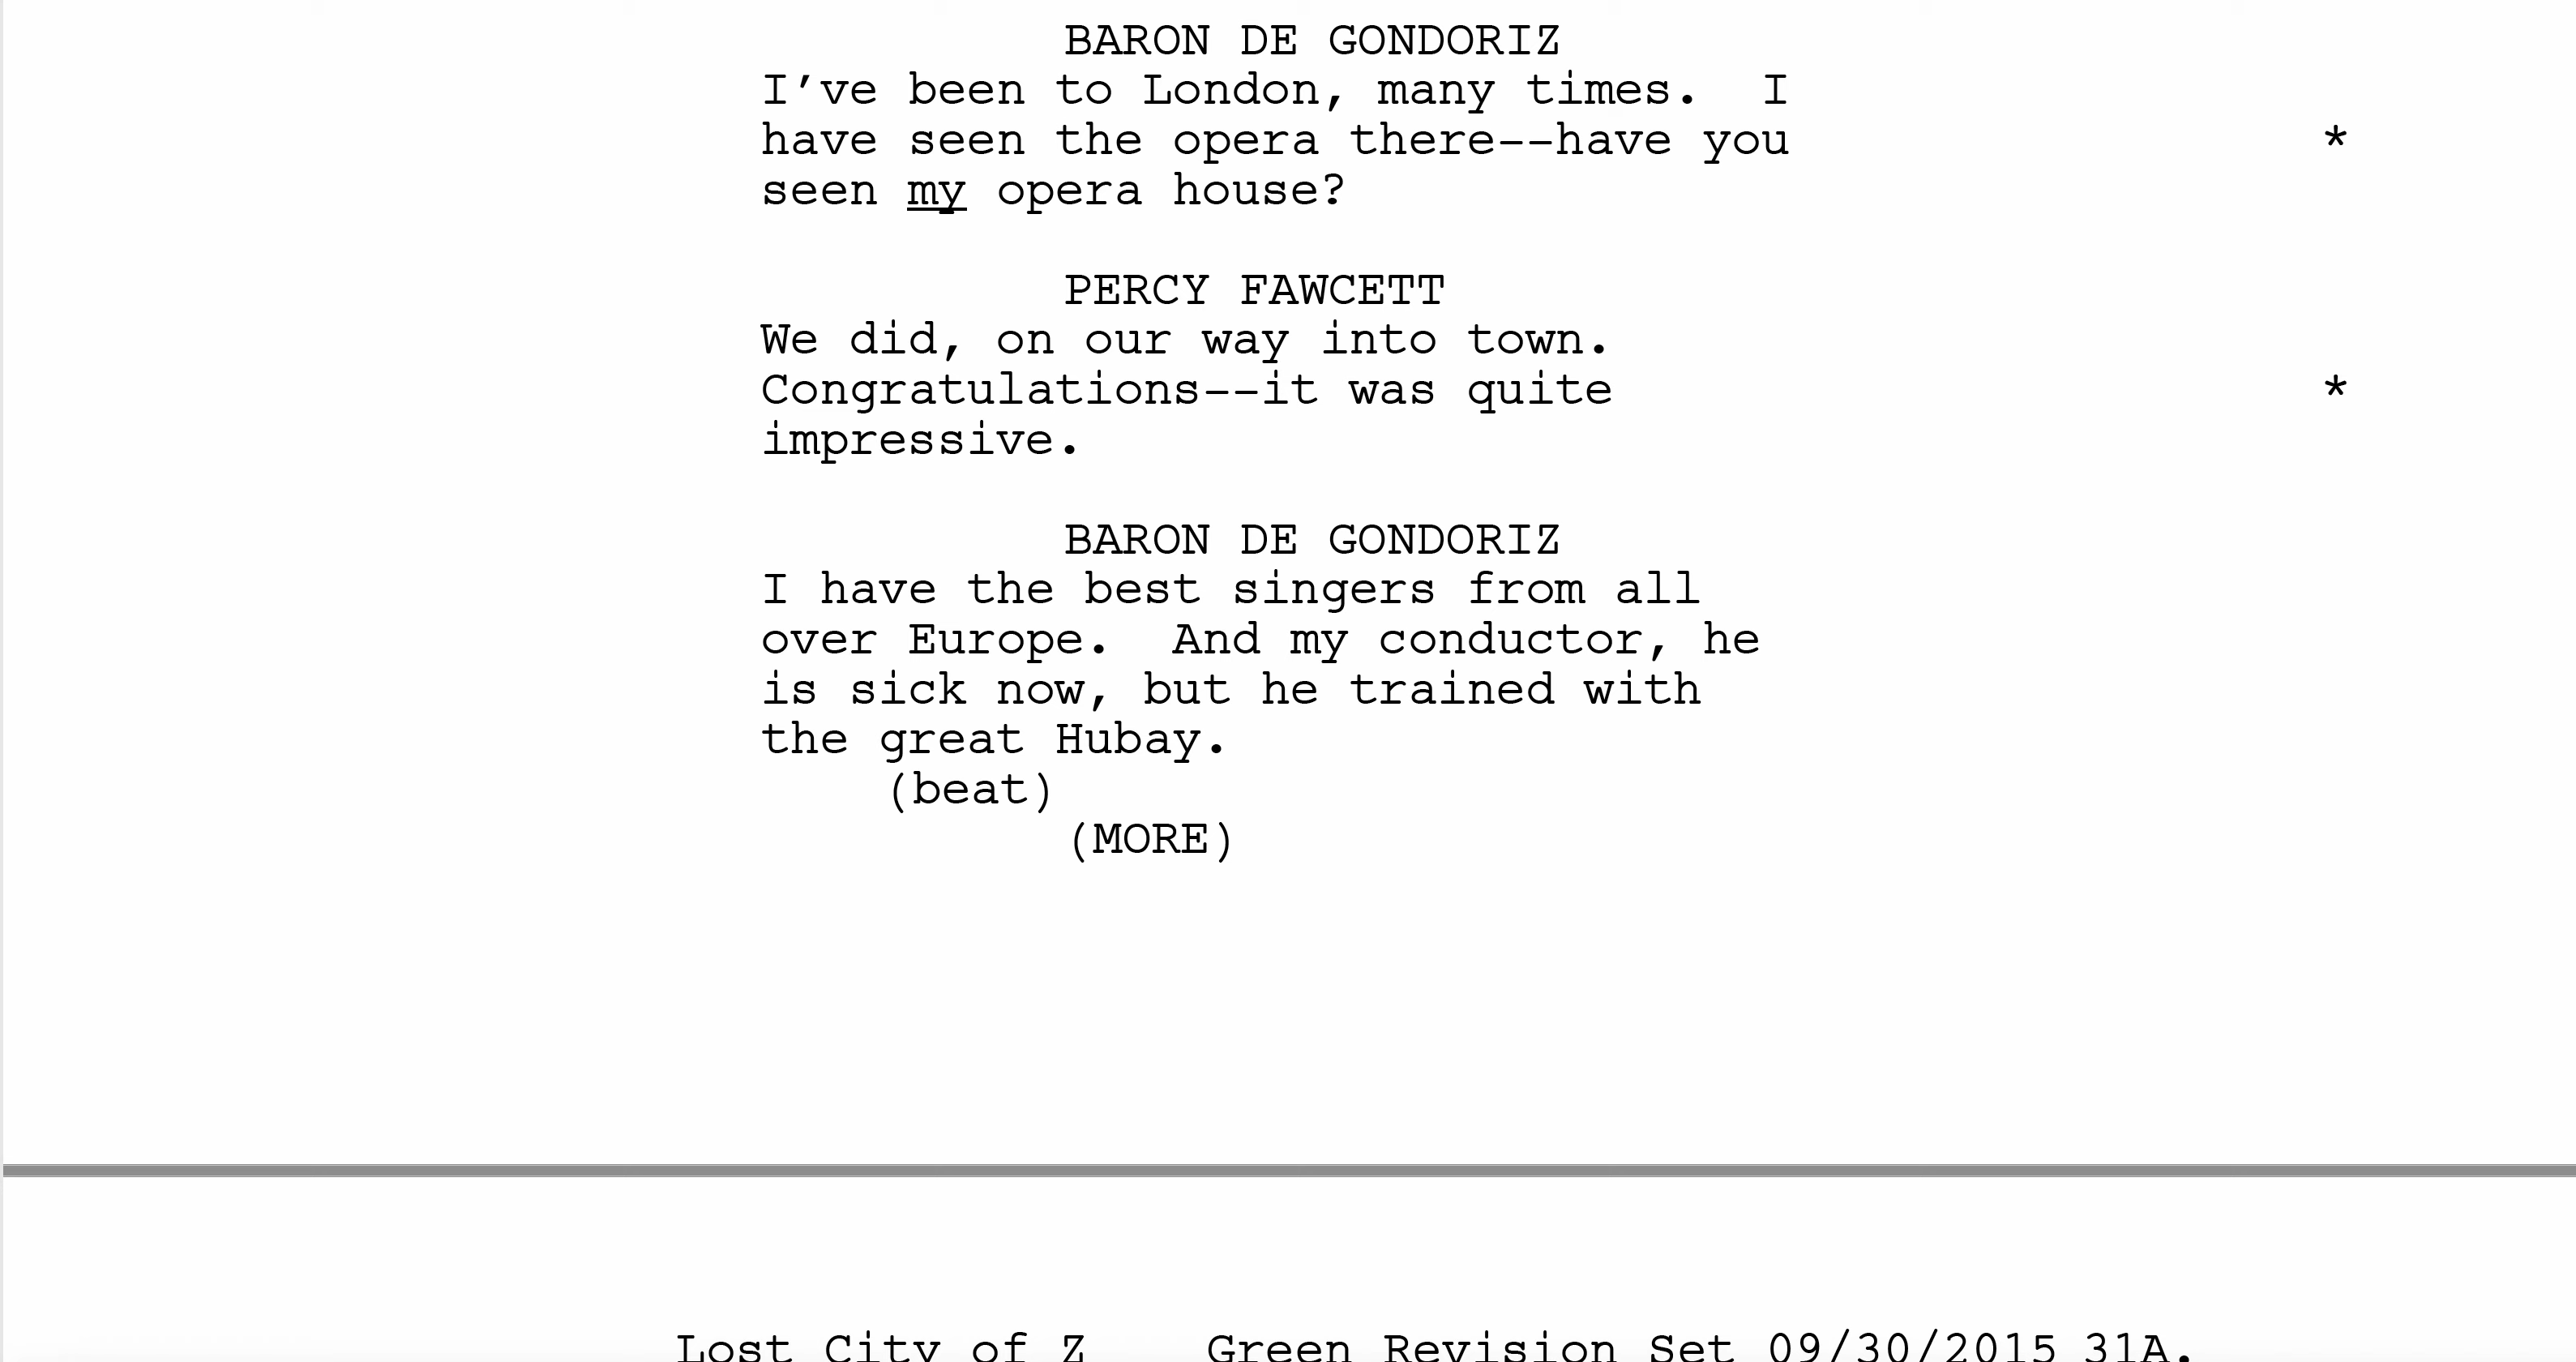 BARON DE GONDORIZ
I've been to London, many times.  I
have seen the opera there--have you *
seen my opera house?
PERCY FAWCETT
We did, on our way into town.
Congratulations--it was quite *
impressive.
BARON DE GONDORIZ
I have the best singers from all
over Europe.  And my conductor, he
is sick now, but he trained with
the great Hubay.
(beat)
(MORE)
Lost City of Z    Green Revision Set 09/30/2015 31A.